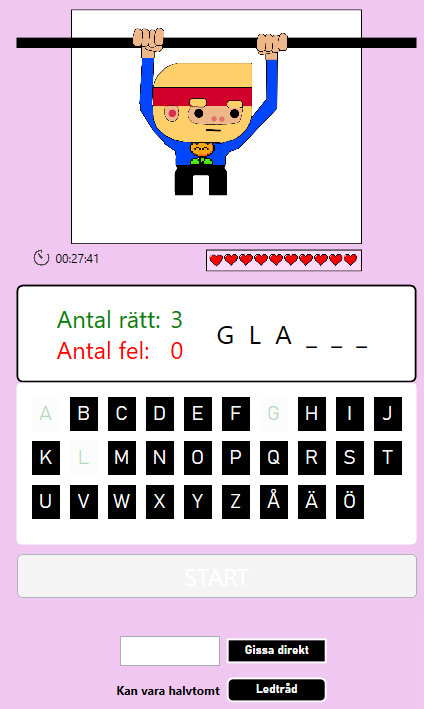 00:27:41
Antal rätt: 3
Antal fel: 0
G L A _ _ _
A B C D E F G H I J
K L M N O P Q R S T
U V W X Y Z Å Ä Ö
START
Gissa direkt
Kan vara halvtomt Ledtråd